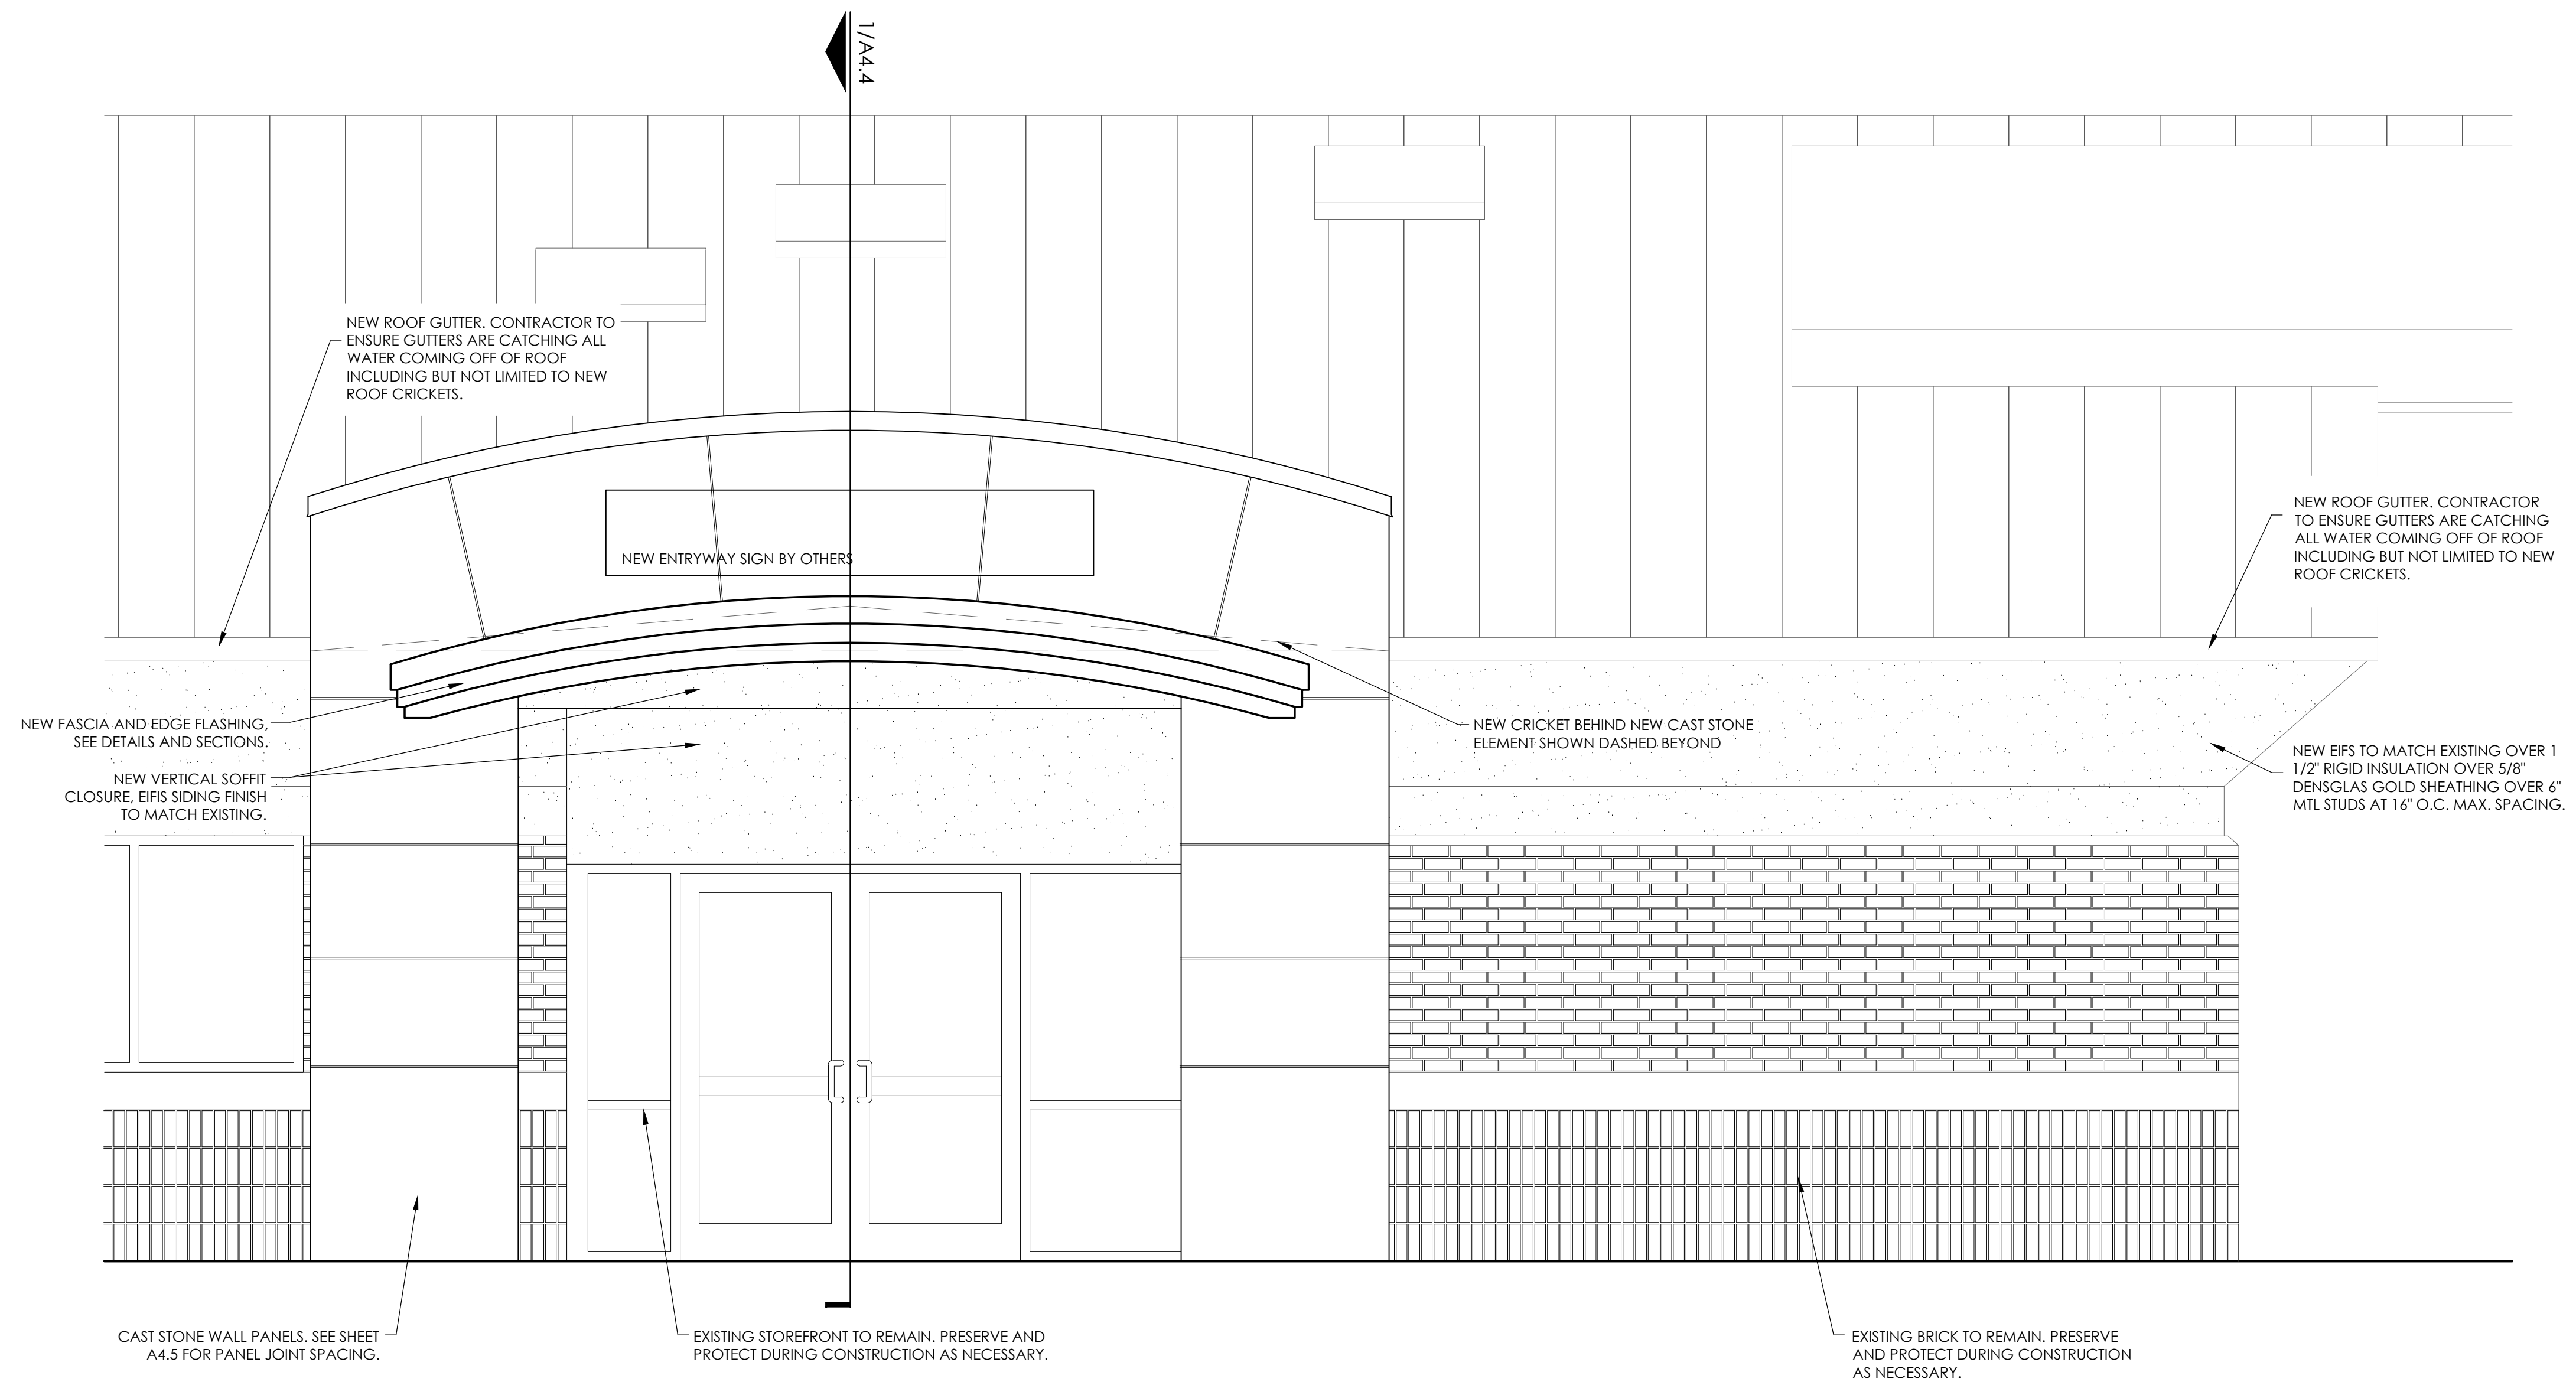 1/A4.4
NEW ROOF GUTTER. CONTRACTOR TO
ENSURE GUTTERS ARE CATCHING ALL
WATER COMING OFF OF ROOF
INCLUDING BUT NOT LIMITED TO NEW
ROOF CRICKETS.
NEW ROOF GUTTER. CONTRACTOR
TO ENSURE GUTTERS ARE CATCHING
ALL WATER COMING OFF OF ROOF
INCLUDING BUT NOT LIMITED TO NEW
ROOF CRICKETS.
NEW ENTRYWAY SIGN BY OTHERS
NEW FASCIA AND EDGE FLASHING,
SEE DETAILS AND SECTIONS.
NEW CRICKET BEHIND NEW CAST STONE
ELEMENT SHOWN DASHED BEYOND
NEW VERTICAL SOFFIT
CLOSURE, EIFIS SIDING FINISH
TO MATCH EXISTING.
NEW EIFS TO MATCH EXISTING OVER 1
1/2" RIGID INSULATION OVER 5/8"
DENSGLAS GOLD SHEATHING OVER 6"
MTL STUDS AT 16" O.C. MAX. SPACING.
CAST STONE WALL PANELS. SEE SHEET
A4.5 FOR PANEL JOINT SPACING.
EXISTING STOREFRONT TO REMAIN. PRESERVE AND
PROTECT DURING CONSTRUCTION AS NECESSARY.
EXISTING BRICK TO REMAIN. PRESERVE
AND PROTECT DURING CONSTRUCTION
AS NECESSARY.